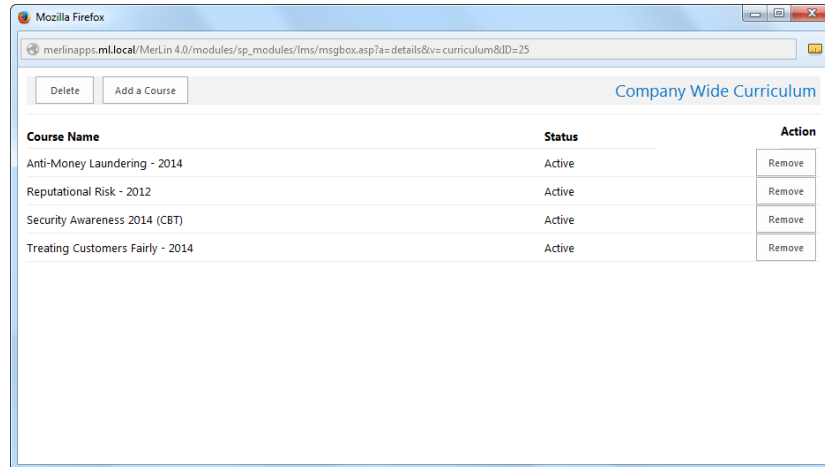 Mozilla Firefox
merlinapps.ml.local/MerLin 4.0/modules/sp_modules/lms/msgbox.asp?a=details&v=curriculum&ID=25
Delete Add a Course Company Wide Curriculum
Course Name Status Action
Anti-Money Laundering - 2014 Active Remove
Reputational Risk - 2012 Active Remove
Security Awareness 2014 (CBT) Active Remove
Treating Customers Fairly - 2014 Active Remove